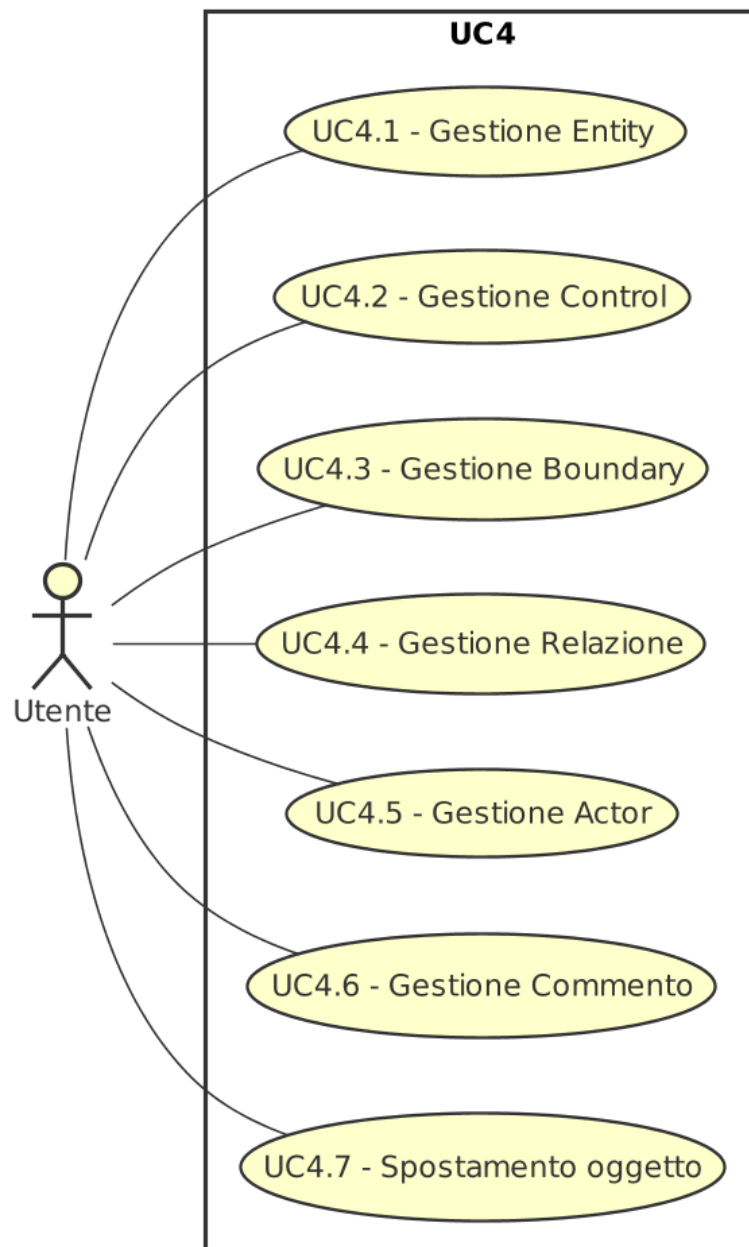 UC4
UC4.1 - Gestione Entity
UC4.2 - Gestione Control
UC4.3 - Gestione Boundary
UC4.4 - Gestione Relazione
Utente
UC4.5 - Gestione Actor
UC4.6 - Gestione Commento
UC4.7 - Spostamento oggetto